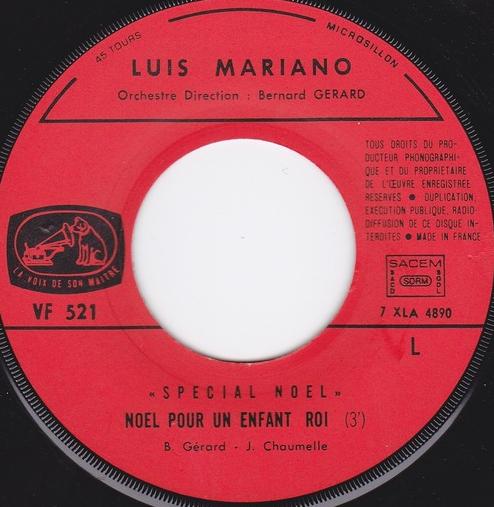 45 TOURS
MICROSILLON
LUIS MARIANO
Orchestre Direction : Bernard GERARD
TOUS DROITS DU PRO-
DUCTEUR PHONOGRAPHI-
QUE ET DU PROPRIETAIRE
DE L'ŒUVRE ENREGISTREE
RESERVES ● DUPLICATION,
EXECUTION PUBLIQUE, RADIO-
DIFFUSION DE CE DISQUE IN-
TERDITES ● MADE IN FRANCE
LA VOIX DE SON MAITRE
SACEM
SACD SDRM SGDL
VF 521
7 XLA 4890
L
« SPECIAL NOEL »
NOEL POUR UN ENFANT ROI (3')
B. Gérard - J. Chaumelle